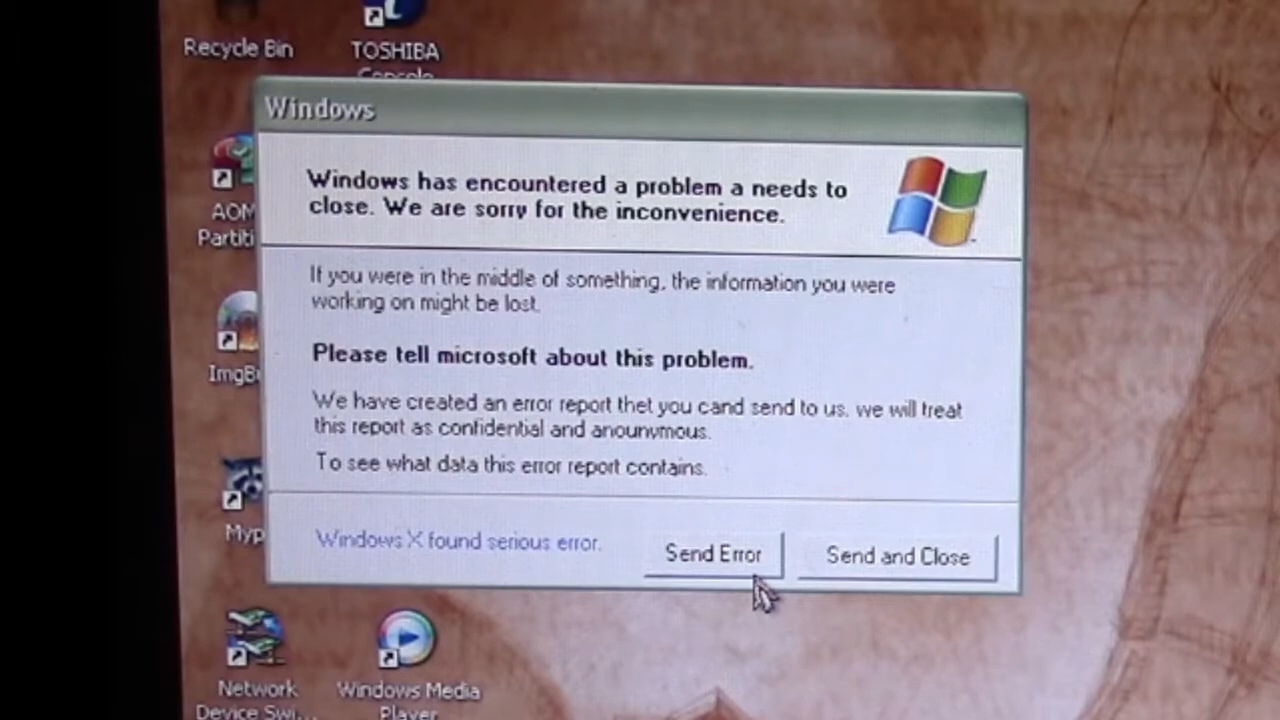 Recycle Bin
TOSHIBA
Console
Windows
Windows has encountered a problem a needs to
close. We are sorry for the inconvenience.
AOM
Partiti
If you were in the middle of something, the information you were
working on might be lost.
Please tell microsoft about this problem.
ImgBu
We have created an error report thet you cand send to us. we will treat
this report as confidential and anounvmous.
To see what data this error report contains.
Myp
Windows X found serious error.
Send Error
Send and Close
Network
Device Swi...
Windows Media
Player